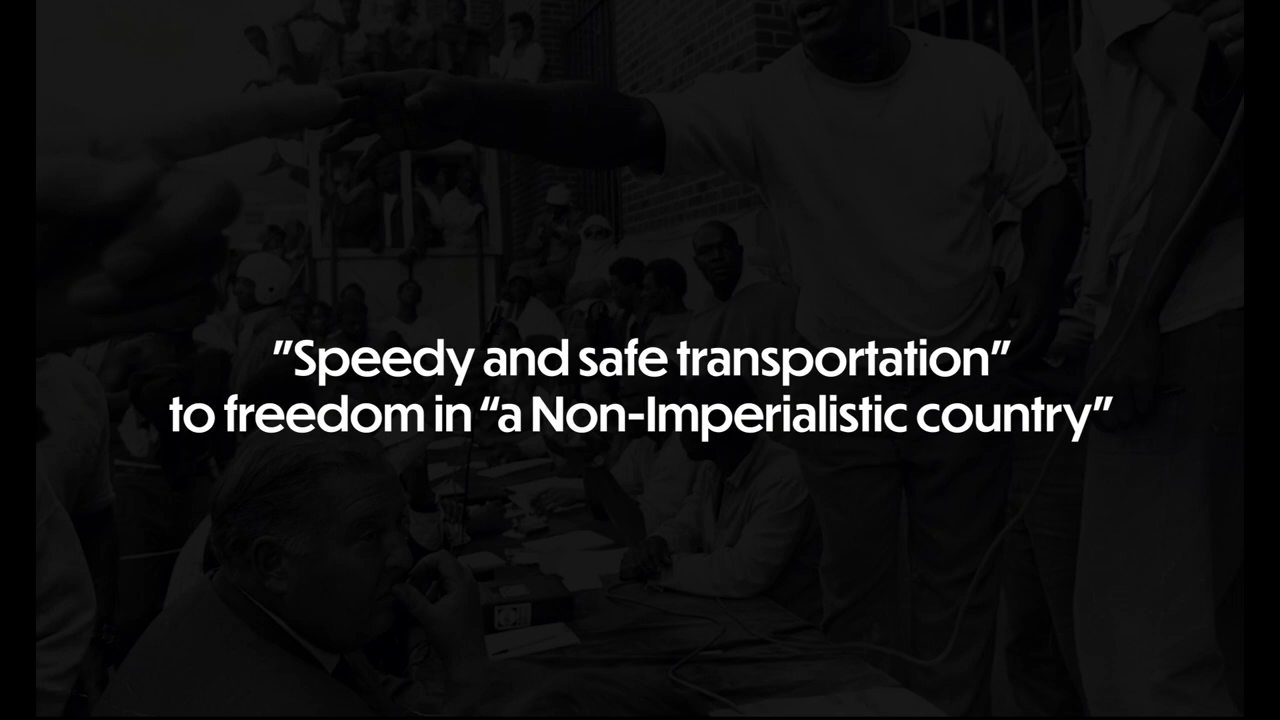 "Speedy and safe transportation"
to freedom in “a Non-Imperialistic country”